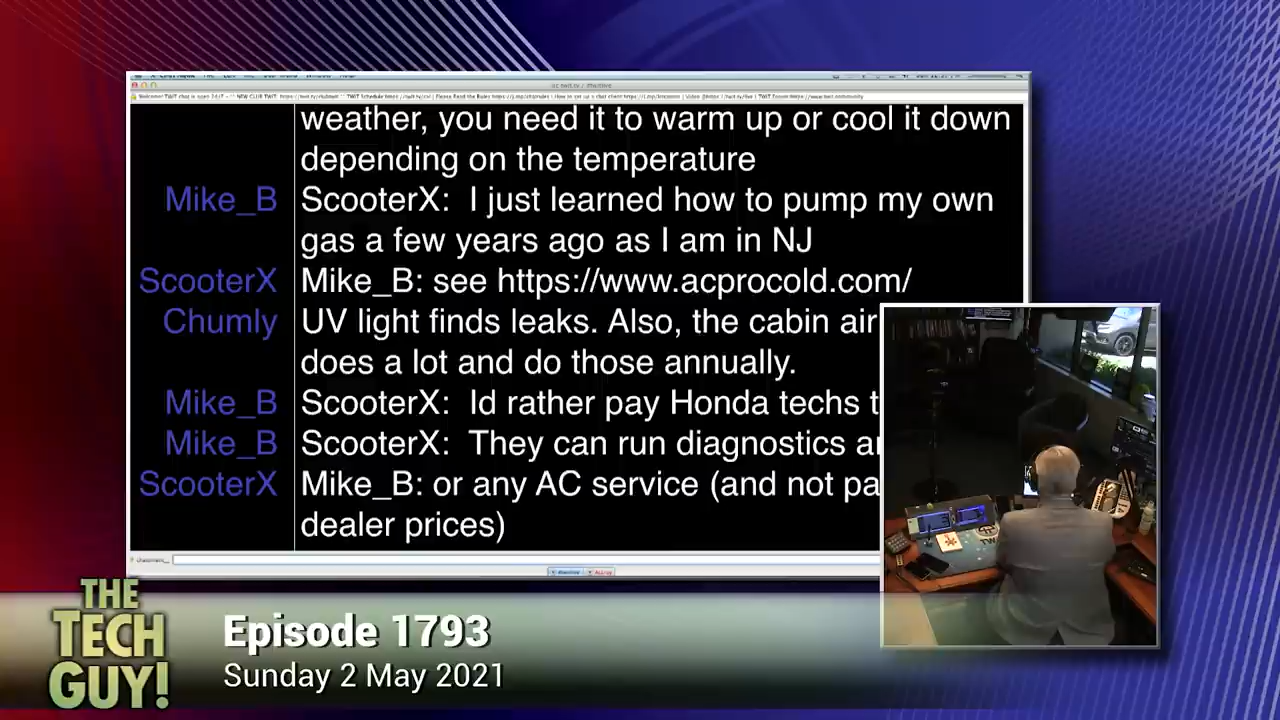 weather, you need it to warm up or cool it down
depending on the temperature
Mike_B ScooterX: I just learned how to pump my own
gas a few years ago as I am in NJ
ScooterX Mike_B: see https://www.acprocold.com/
Chumly UV light finds leaks. Also, the cabin air
does a lot and do those annually.
Mike_B ScooterX: Id rather pay Honda techs t
Mike_B ScooterX: They can run diagnostics a
ScooterX Mike_B: or any AC service (and not pa
dealer prices)
THE
TECH
GUY!
Episode 1793
Sunday 2 May 2021